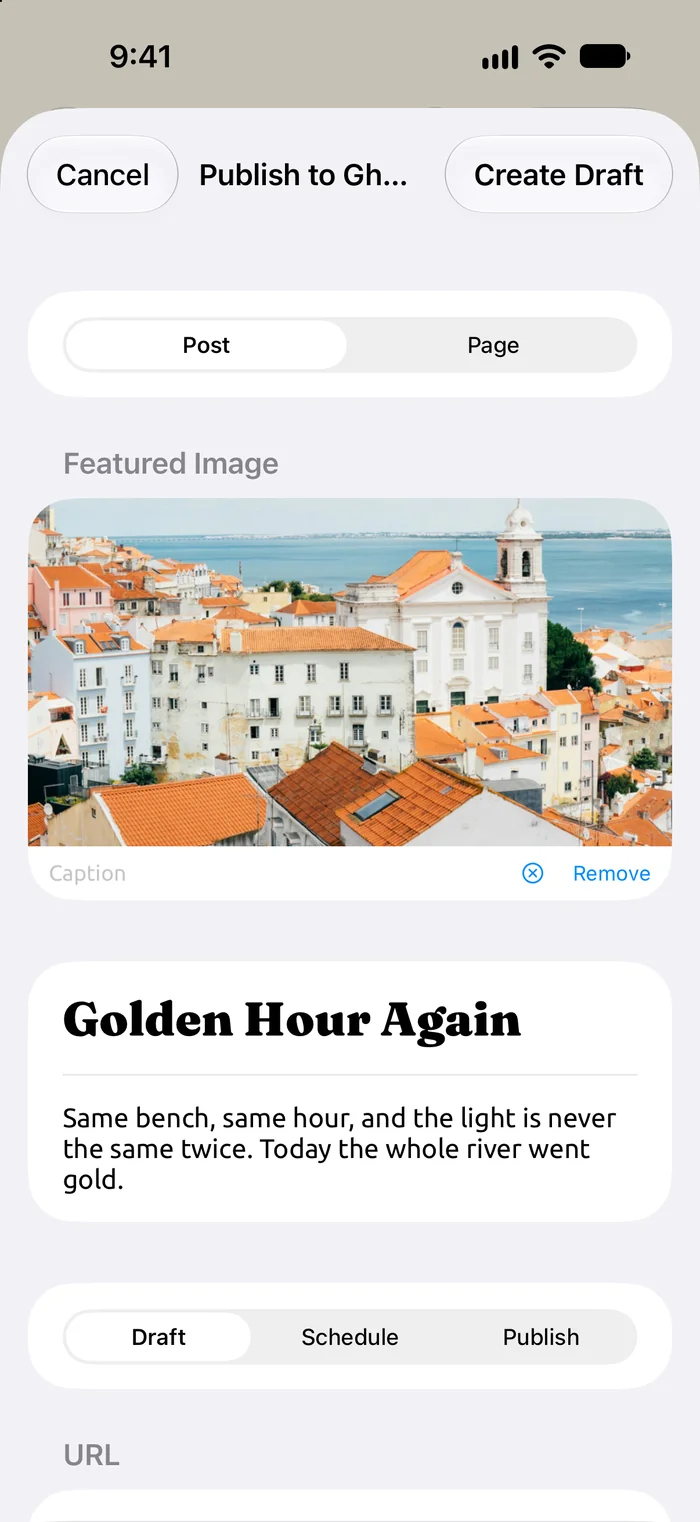 9:41
Cancel
Publish to Gh...
Create Draft
Post
Page
Featured Image
Caption
Remove
Golden Hour Again
Same bench, same hour, and the light is never
the same twice. Today the whole river went
gold.
Draft
Schedule
Publish
URL